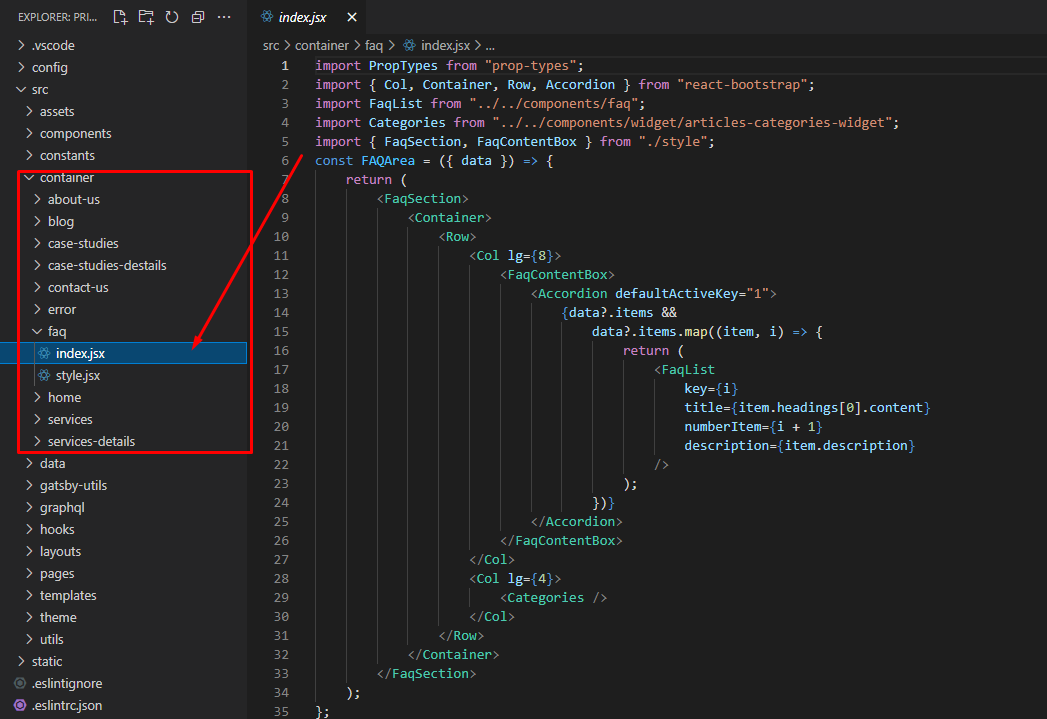 EXPLORER: PRI...
index.jsx
src > container > faq > index.jsx > ...
.vscode
config
src
assets
components
constants
container
about-us
blog
case-studies
case-studies-destails
contact-us
error
faq
index.jsx
style.jsx
home
services
services-details
data
gatsby-utils
graphql
hooks
layouts
pages
templates
theme
utils
static
.eslintignore
.eslintrc.json
1 import PropTypes from "prop-types";
2 import { Col, Container, Row, Accordion } from "react-bootstrap";
3 import FaqList from "../../components/faq";
4 import Categories from "../../components/widget/articles-categories-widget";
5 import { FaqSection, FaqContentBox } from "./style";
6 const FAQArea = ({ data }) => {
7 return (
8 <FaqSection>
9 <Container>
10 <Row>
11 <Col lg={8}>
12 <FaqContentBox>
13 <Accordion defaultActiveKey="1">
14 {data?.items &&
15 data?.items.map((item, i) => {
16 return (
17 <FaqList
18 key={i}
19 title={item.headings[0].content}
20 numberItem={i + 1}
21 description={item.description}
22 />
23 );
24 })}
25 </Accordion>
26 </FaqContentBox>
27 </Col>
28 <Col lg={4}>
29 <Categories />
30 </Col>
31 </Row>
32 </Container>
33 </FaqSection>
34 );
35 };